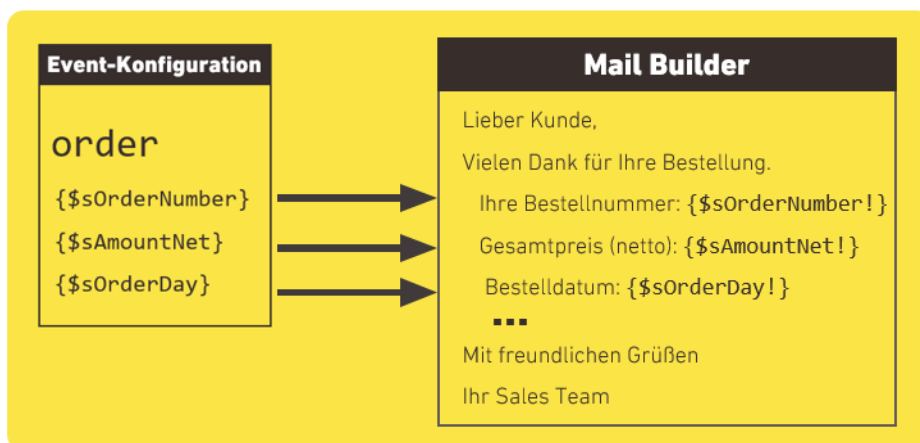 Event-Konfiguration
order
{$sOrderNumber}
{$sAmountNet}
{$sOrderDay}
Mail Builder
Lieber Kunde,
Vielen Dank für Ihre Bestellung.
Ihre Bestellnummer: {$sOrderNumber!}
Gesamtpreis (netto): {$sAmountNet!}
Bestelldatum: {$sOrderDay!}
...
Mit freundlichen Grüßen
Ihr Sales Team